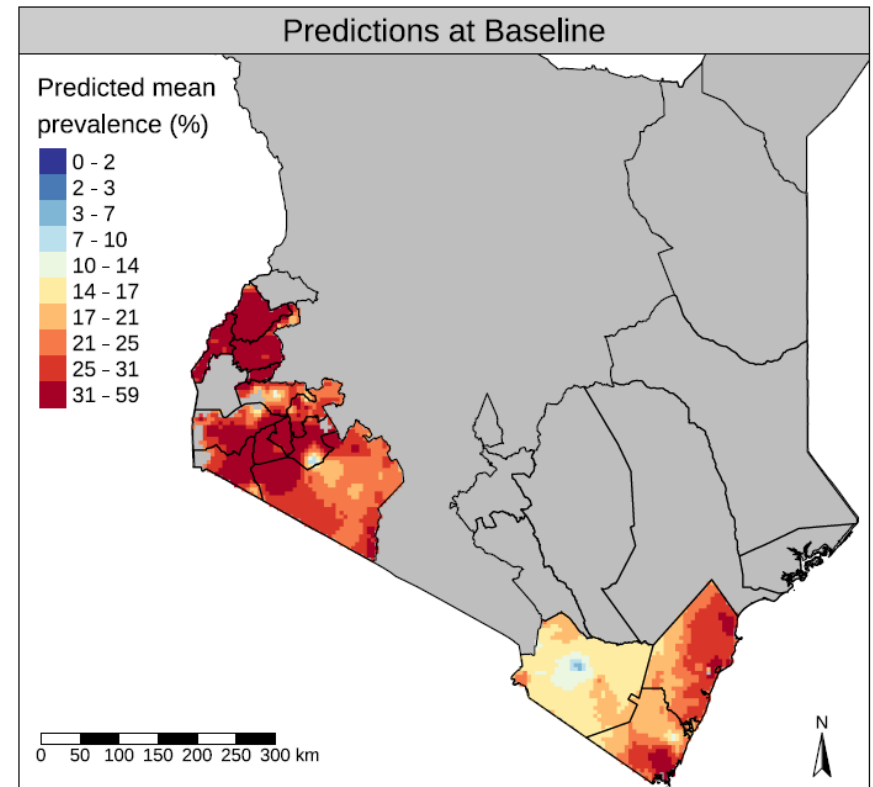 Predictions at Baseline
Predicted mean
prevalence (%)
0 - 2
2 - 3
3 - 7
7 - 10
10 - 14
14 - 17
17 - 21
21 - 25
25 - 31
31 - 59
N
0 50 100 150 200 250 300 km